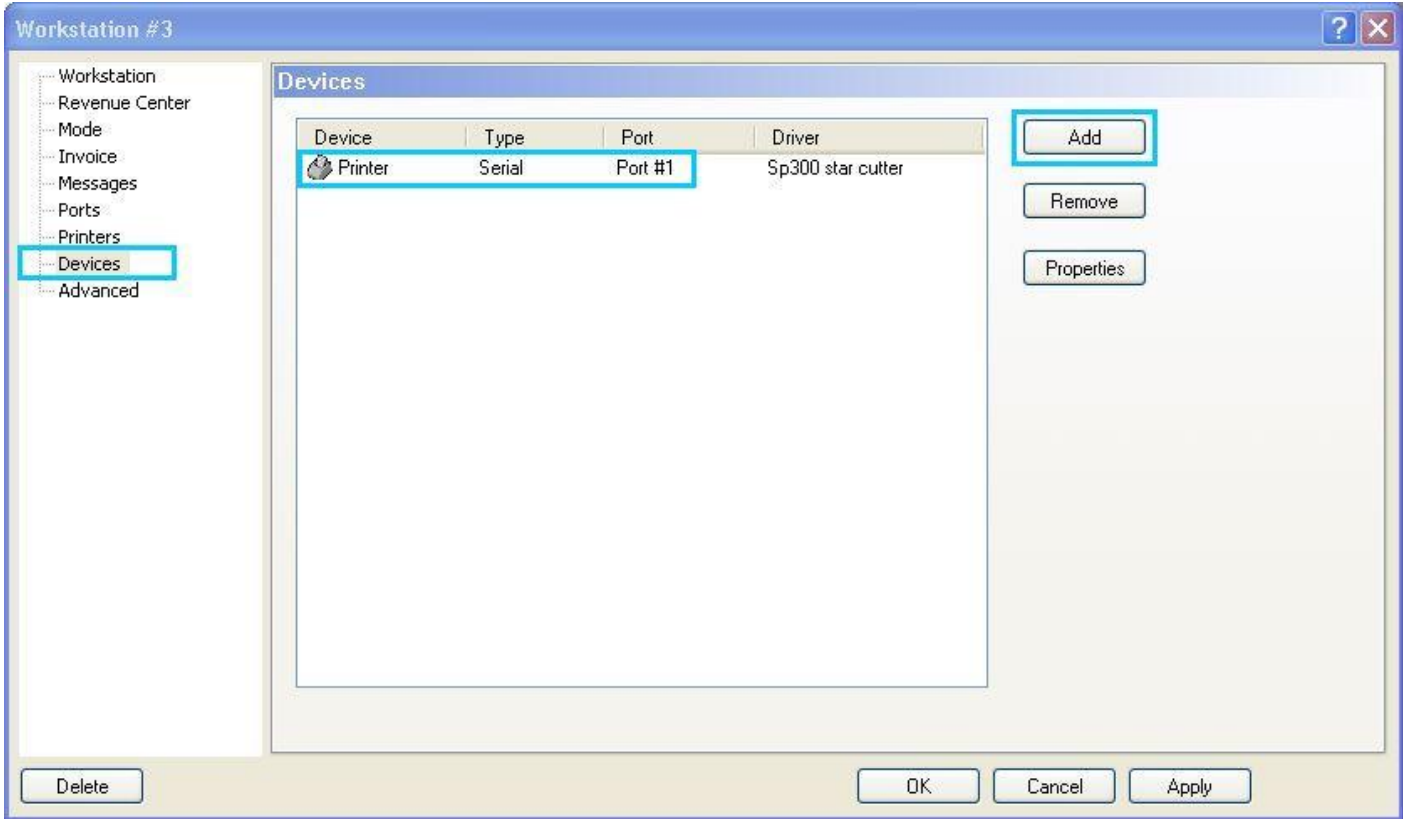 Workstation #3
Workstation
Revenue Center
Mode
Invoice
Messages
Ports
Printers
Devices
Advanced
Devices
Device Type Port Driver
Printer Serial Port #1 Sp300 star cutter
Add
Remove
Properties
Delete OK Cancel Apply